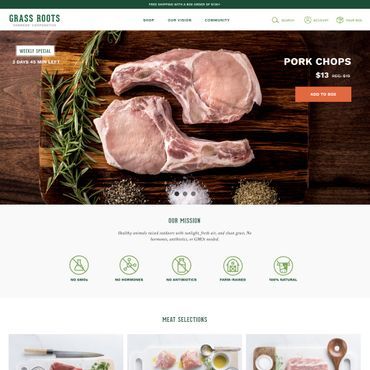 FREE SHIPPING WITH A BOX ORDER OF $150+
GRASS ROOTS
FARMERS' COOPERATIVE
SHOP
OUR VISION
COMMUNITY
SEARCH
ACCOUNT
YOUR BOX
WEEKLY SPECIAL
2 DAYS 45 MIN LEFT
PORK CHOPS
$13 REG. $15
ADD TO BOX
OUR MISSION
Healthy animals raised outdoors with sunlight, fresh air, and clean grass. No
hormones, antibiotics, or GMOs needed.
NO GMOs
NO HORMONES
NO ANTIBIOTICS
FARM-RAISED
100% NATURAL
MEAT SELECTIONS